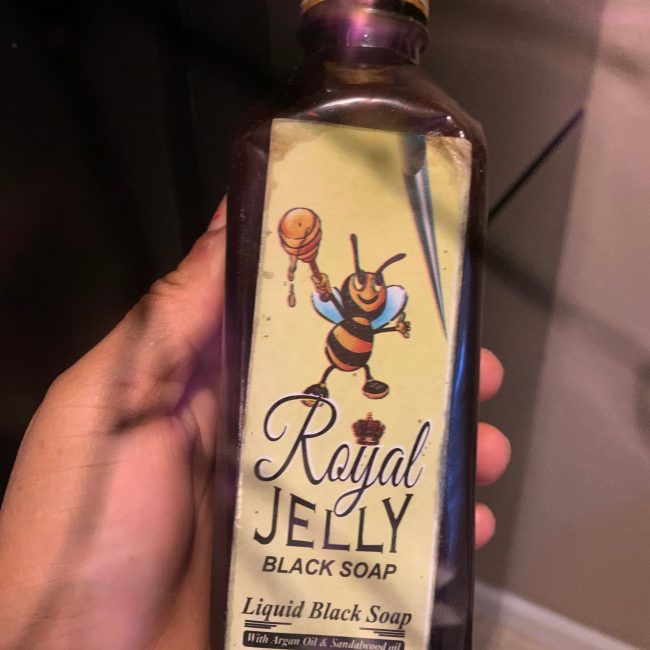 Royal
JELLY
BLACK SOAP
Liquid Black Soap
With Argan Oil & Sandalwood oil